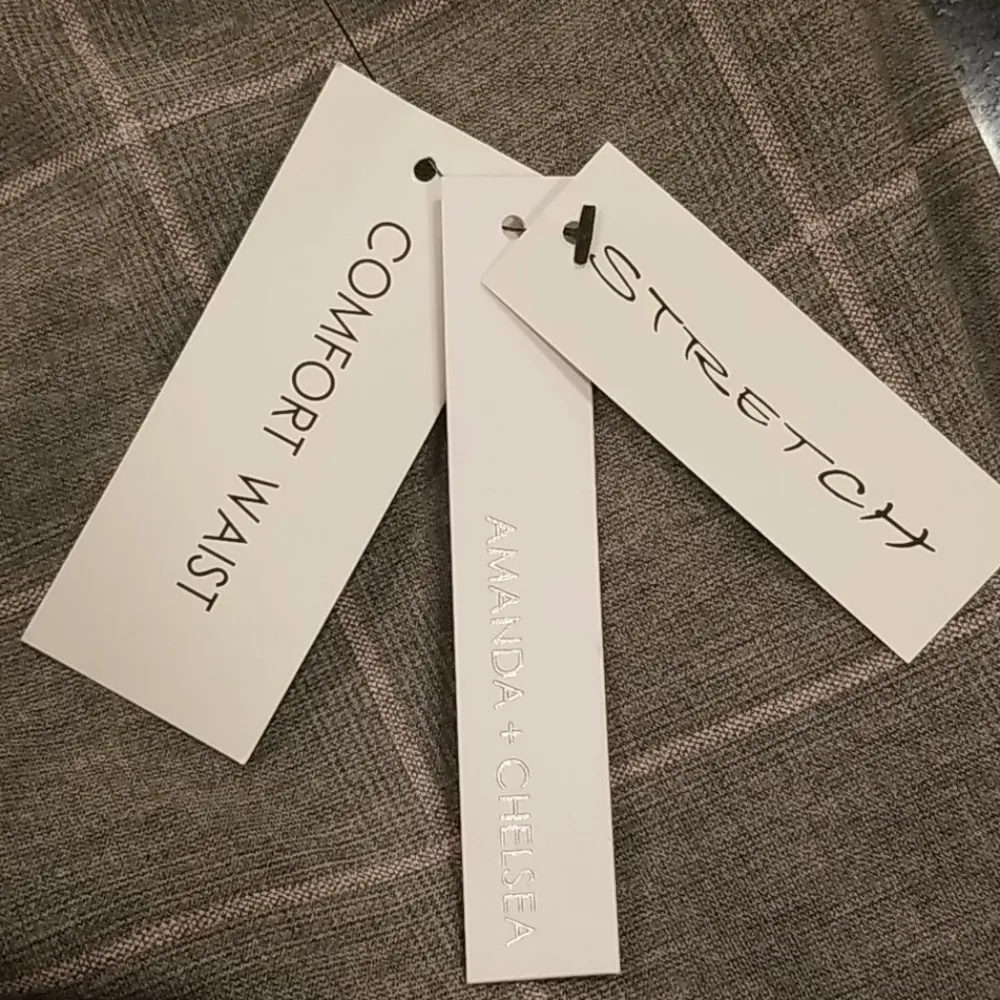 COMFORT WAIST
AMANDA + CHELSEA
STRETCH